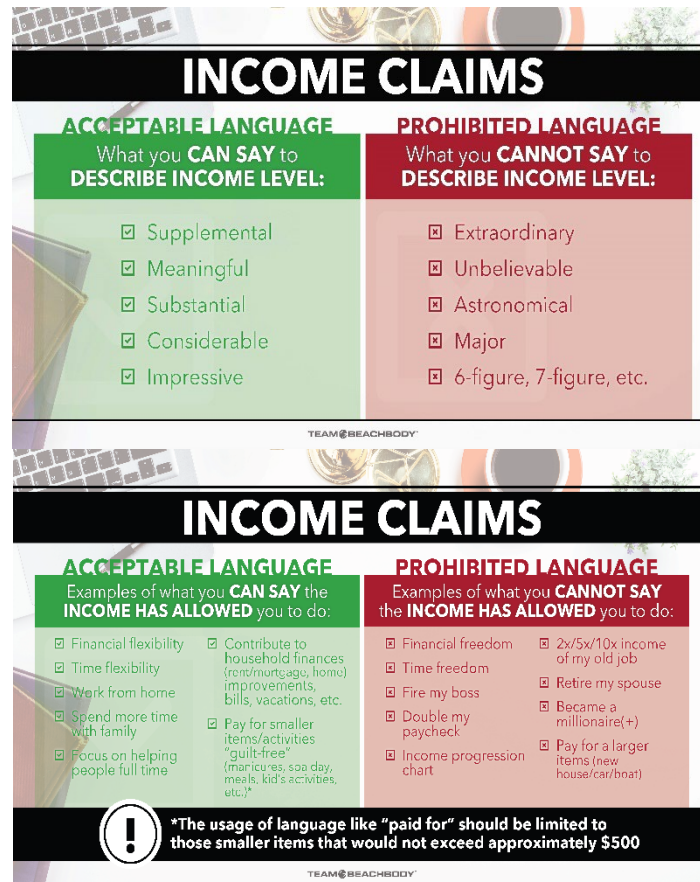 INCOME CLAIMS
ACCEPTABLE LANGUAGE
What you CAN SAY to
DESCRIBE INCOME LEVEL:
Supplemental
Meaningful
Substantial
Considerable
Impressive
PROHIBITED LANGUAGE
What you CANNOT SAY to
DESCRIBE INCOME LEVEL:
Extraordinary
Unbelievable
Astronomical
Major
6-figure, 7-figure, etc.
TEAM BEACHBODY
INCOME CLAIMS
ACCEPTABLE LANGUAGE
Examples of what you CAN SAY the
INCOME HAS ALLOWED you to do:
Financial flexibility
Time flexibility
Work from home
Spend more time
with family
Focus on helping
people full time
Contribute to
household finances
(rent/mortgage, home)
improvements,
bills, vacations, etc.
Pay for smaller
items/activities
"guilt-free"
(manicures, spa day,
meals, kid's activities,
etc.)*
PROHIBITED LANGUAGE
Examples of what you CANNOT SAY
the INCOME HAS ALLOWED you to do:
Financial freedom
Time freedom
Fire my boss
Double my
paycheck
Income progression
chart
2x/5x/10x income
of my old job
Retire my spouse
Became a
millionaire(+)
Pay for a larger
items (new
house/car/boat)
! *The usage of language like "paid for" should be limited to
those smaller items that would not exceed approximately $500
TEAM BEACHBODY